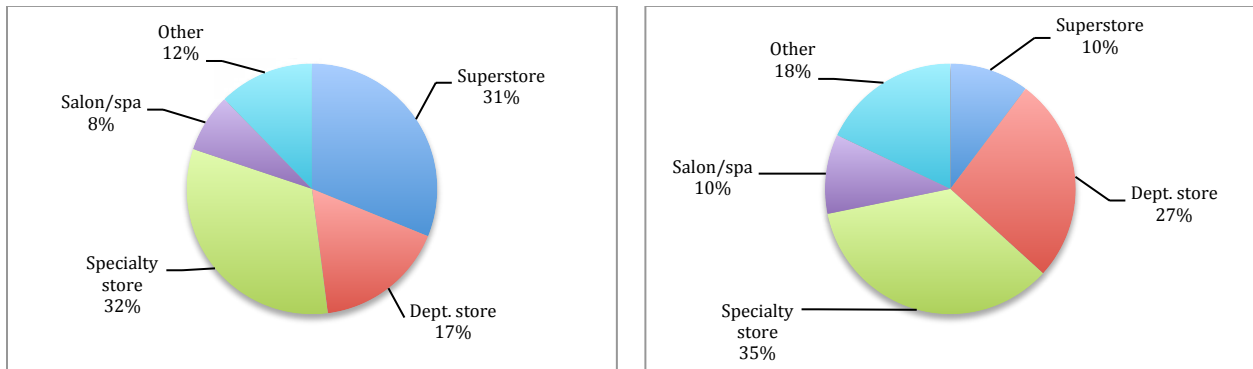 Other
12%
Superstore
31%
Salon/spa
8%
Specialty
store
32%
Dept. store
17%
Superstore
10%
Other
18%
Salon/spa
10%
Dept. store
27%
Specialty
store
35%